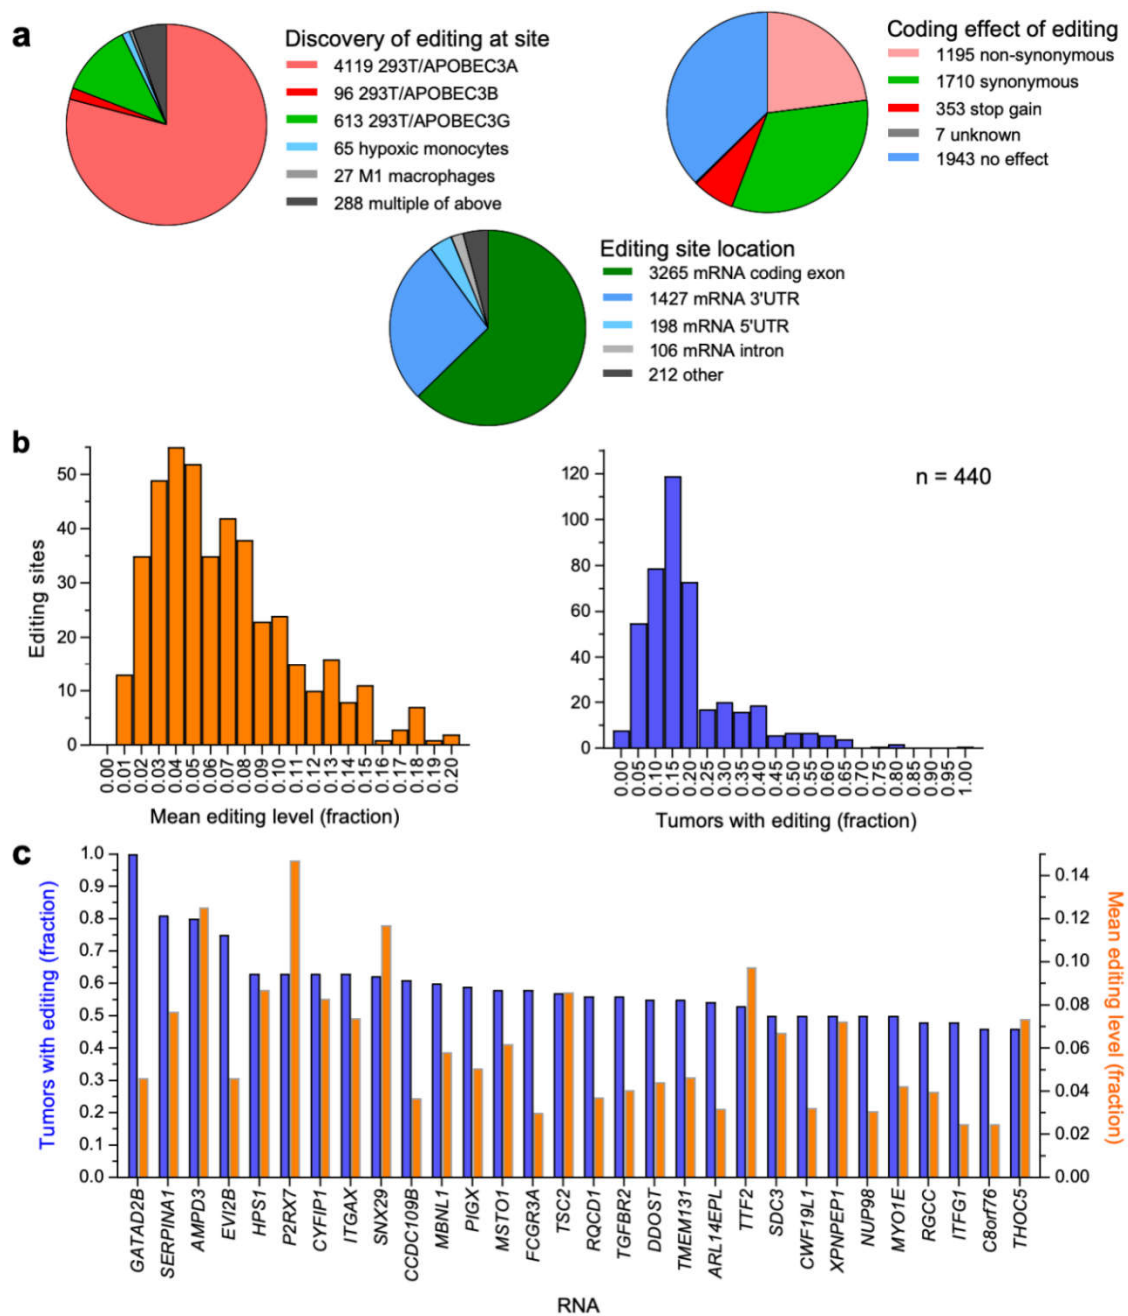 a
Discovery of editing at site
4119 293T/APOBEC3A
96 293T/APOBEC3B
613 293T/APOBEC3G
65 hypoxic monocytes
27 M1 macrophages
288 multiple of above
Coding effect of editing
1195 non-synonymous
1710 synonymous
353 stop gain
7 unknown
1943 no effect
Editing site location
3265 mRNA coding exon
1427 mRNA 3'UTR
198 mRNA 5'UTR
106 mRNA intron
212 other
b
Editing sites
50
40
30
20
10
0
0.00 0.01 0.02 0.03 0.04 0.05 0.06 0.07 0.08 0.09 0.10 0.11 0.12 0.13 0.14 0.15 0.16 0.17 0.18 0.19 0.20
Mean editing level (fraction)
n = 440
120
100
80
60
40
20
0
0.00 0.05 0.10 0.15 0.20 0.25 0.30 0.35 0.40 0.45 0.50 0.55 0.60 0.65 0.70 0.75 0.80 0.85 0.90 0.95 1.00
Tumors with editing (fraction)
c
Tumors with editing (fraction)
1.0
0.9
0.8
0.7
0.6
0.5
0.4
0.3
0.2
0.1
0.0
0.14
0.12
0.10
0.08
0.06
0.04
0.02
0.00
Mean editing level (fraction)
GATAD2B SERPINA1 AMPD3 EVI2B HPS1 P2RX7 CYFIP1 ITGAX SNX29 CCDC109B MBNL1 PIGX MSTO1 FCGR3A TSC2 RQCD1 TGFBR2 DDOST TMEM131 ARL14EPL TTF2 SDC3 CWF19L1 XPNPEP1 NUP98 MYO1E RGCC ITFG1 C8orf76 THOC5
RNA